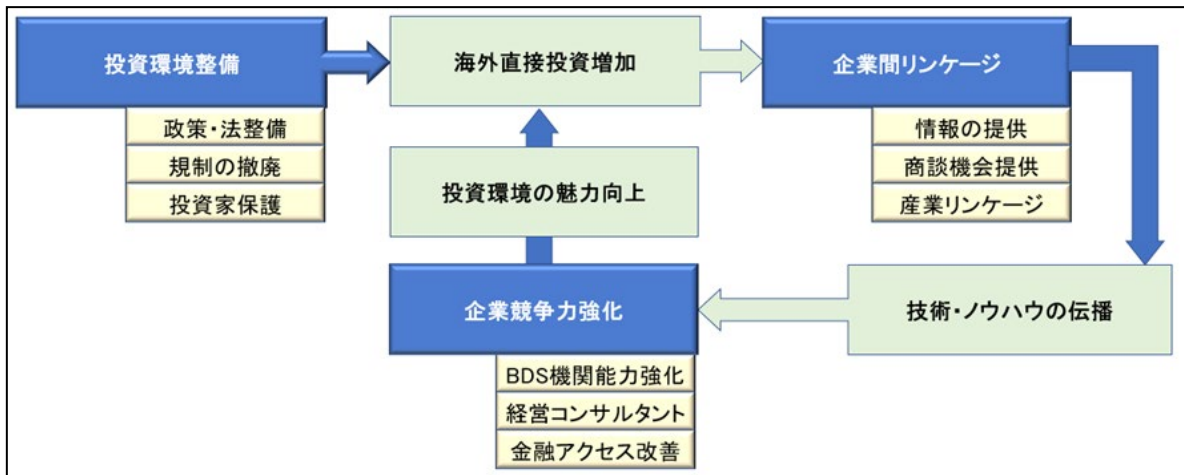 投資環境整備
海外直接投資増加
企業間リンケージ
政策・法整備
規制の撤廃
投資家保護
情報の提供
商談機会提供
産業リンケージ
投資環境の魅力向上
企業競争力強化
技術・ノウハウの伝播
BDS機関能力強化
経営コンサルタント
金融アクセス改善